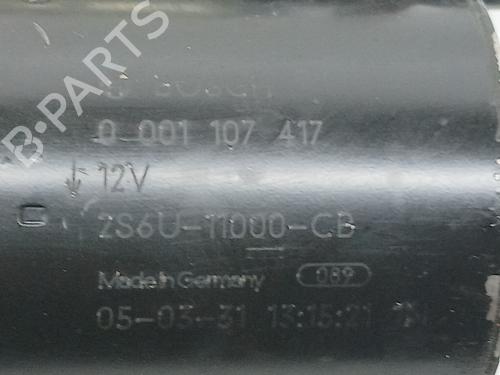 B-PARTS
BOSCH
0 001 107 417
12V
2S6U-11000-CB
Made in Germany 089
05-03-31 13:15:21